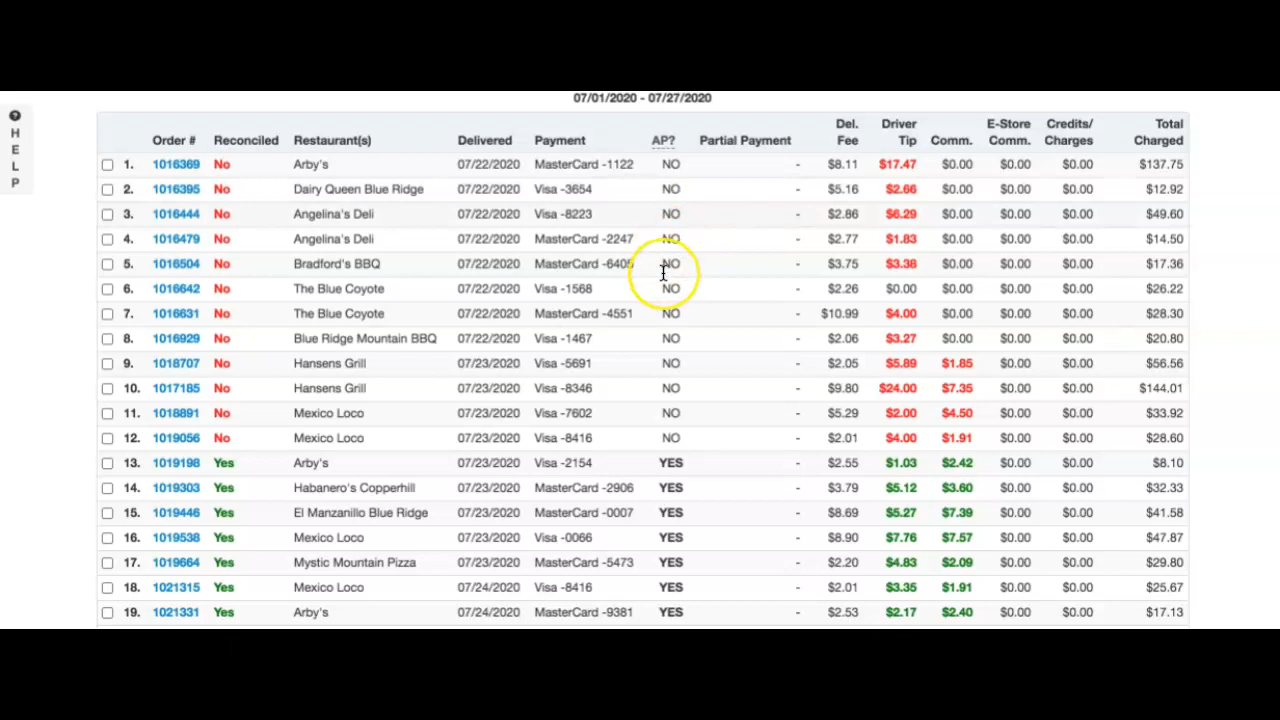 07/01/2020 - 07/27/2020
HELP
Order # Reconciled Restaurant(s) Delivered Payment AP? Partial Payment Del. Fee Driver Tip Comm. E-Store Comm. Credits/ Charges Total Charged
1. 1016369 No Arby's 07/22/2020 MasterCard -1122 NO - $8.11 $17.47 $0.00 $0.00 $0.00 $137.75
2. 1016395 No Dairy Queen Blue Ridge 07/22/2020 Visa -3654 NO - $5.16 $2.66 $0.00 $0.00 $0.00 $12.92
3. 1016444 No Angelina's Deli 07/22/2020 Visa -8223 NO - $2.86 $6.29 $0.00 $0.00 $0.00 $49.60
4. 1016479 No Angelina's Deli 07/22/2020 MasterCard -2247 NO - $2.77 $1.83 $0.00 $0.00 $0.00 $14.50
5. 1016504 No Bradford's BBQ 07/22/2020 MasterCard -6405 NO - $3.75 $3.38 $0.00 $0.00 $0.00 $17.36
6. 1016642 No The Blue Coyote 07/22/2020 Visa -1568 NO - $2.26 $0.00 $0.00 $0.00 $0.00 $26.22
7. 1016631 No The Blue Coyote 07/22/2020 MasterCard -4551 NO - $10.99 $4.00 $0.00 $0.00 $0.00 $28.30
8. 1016929 No Blue Ridge Mountain BBQ 07/22/2020 Visa -1467 NO - $2.06 $3.27 $0.00 $0.00 $0.00 $20.80
9. 1018707 No Hansens Grill 07/23/2020 Visa -5691 NO - $2.05 $5.89 $1.85 $0.00 $0.00 $56.56
10. 1017185 No Hansens Grill 07/23/2020 Visa -8346 NO - $9.80 $24.00 $7.35 $0.00 $0.00 $144.01
11. 1018891 No Mexico Loco 07/23/2020 Visa -7602 NO - $5.29 $2.00 $4.50 $0.00 $0.00 $33.92
12. 1019056 No Mexico Loco 07/23/2020 Visa -8416 NO - $2.01 $4.00 $1.91 $0.00 $0.00 $28.60
13. 1019198 Yes Arby's 07/23/2020 Visa -2154 YES - $2.55 $1.03 $2.42 $0.00 $0.00 $8.10
14. 1019303 Yes Habanero's Copperhill 07/23/2020 MasterCard -2906 YES - $3.79 $5.12 $3.60 $0.00 $0.00 $32.33
15. 1019446 Yes El Manzanillo Blue Ridge 07/23/2020 MasterCard -0007 YES - $8.69 $5.27 $7.39 $0.00 $0.00 $41.58
16. 1019538 Yes Mexico Loco 07/23/2020 Visa -0066 YES - $8.90 $7.76 $7.57 $0.00 $0.00 $47.87
17. 1019664 Yes Mystic Mountain Pizza 07/23/2020 MasterCard -5473 YES - $2.20 $4.83 $2.09 $0.00 $0.00 $29.80
18. 1021315 Yes Mexico Loco 07/24/2020 Visa -8416 YES - $2.01 $3.35 $1.91 $0.00 $0.00 $25.67
19. 1021331 Yes Arby's 07/24/2020 MasterCard -9381 YES - $2.53 $2.17 $2.40 $0.00 $0.00 $17.13